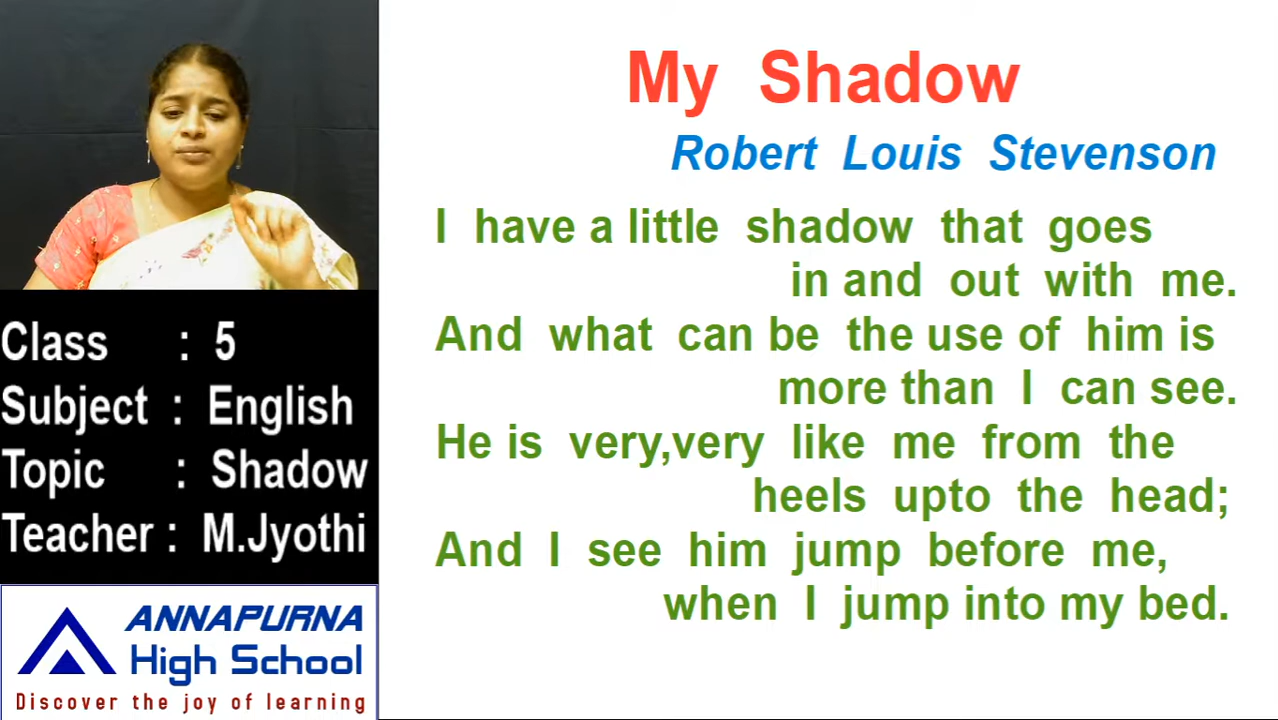 My Shadow
Robert Louis Stevenson
I have a little shadow that goes
in and out with me.
And what can be the use of him is
more than I can see.
He is very,very like me from the
heels upto the head;
And I see him jump before me,
when I jump into my bed.
Class : 5
Subject : English
Topic : Shadow
Teacher : M.Jyothi
ANNAPURNA
High School
Discover the joy of learning